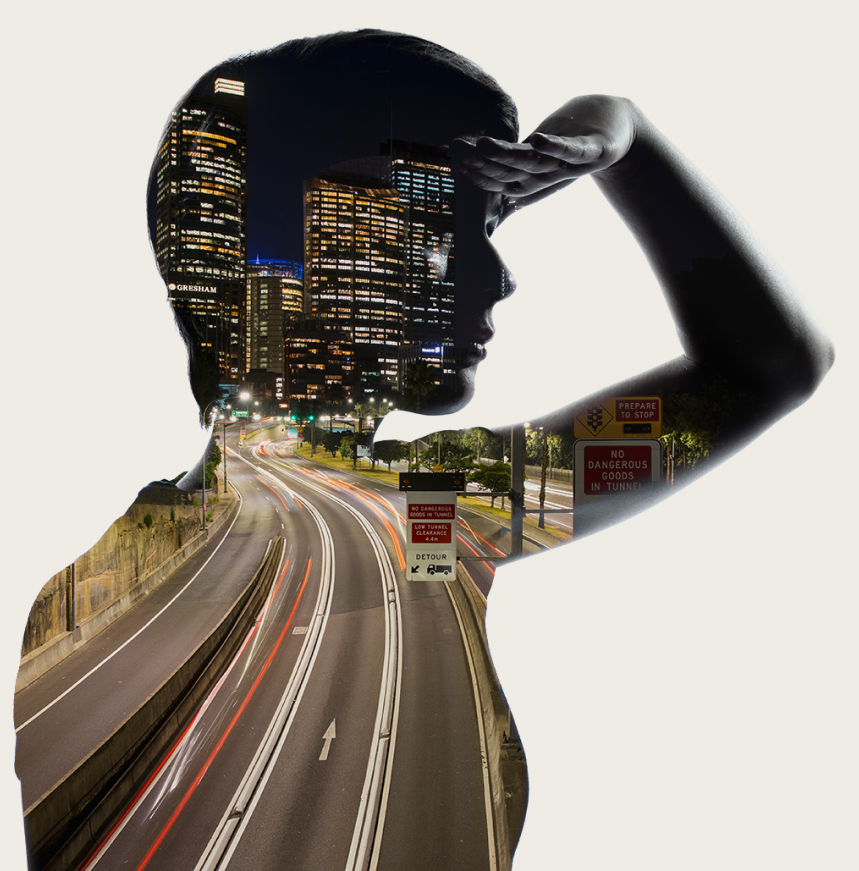 GRESHAM
PREPARE
TO STOP
NO
DANGEROUS
GOODS
IN TUNNEL
NO DANGEROUS
GOODS IN TUNNEL
LOW TUNNEL
CLEARANCE
4.4m
DETOUR